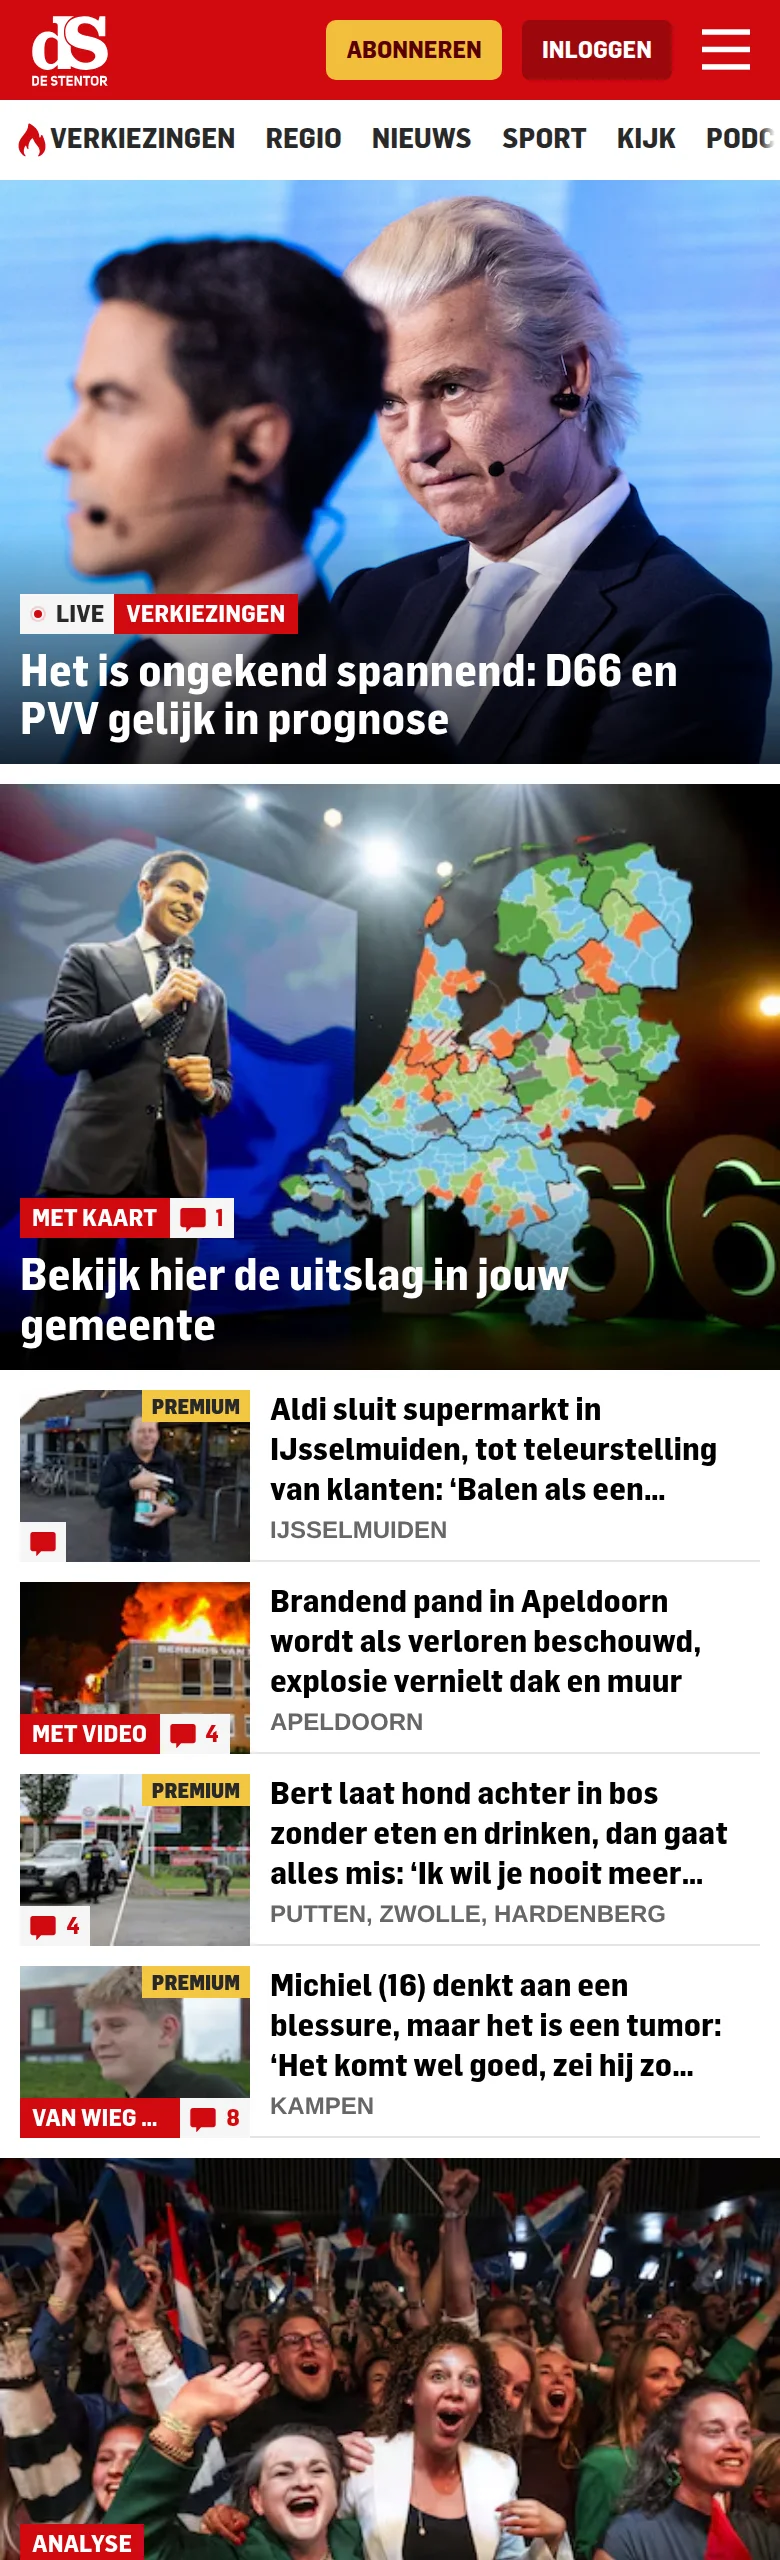 dS
DE STENTOR
ABONNEREN
INLOGGEN
VERKIEZINGEN REGIO NIEUWS SPORT KIJK PODC
LIVE VERKIEZINGEN
Het is ongekend spannend: D66 en
PVV gelijk in prognose
D66
MET KAART 1
Bekijk hier de uitslag in jouw
gemeente
PREMIUM
Aldi sluit supermarkt in
IJsselmuiden, tot teleurstelling
van klanten: ‘Balen als een...
IJSSELMUIDEN
BERENDS VAN
MET VIDEO 4
Brandend pand in Apeldoorn
wordt als verloren beschouwd,
explosie vernielt dak en muur
APELDOORN
PREMIUM
4
Bert laat hond achter in bos
zonder eten en drinken, dan gaat
alles mis: ‘Ik wil je nooit meer...
PUTTEN, ZWOLLE, HARDENBERG
PREMIUM
VAN WIEG ... 8
Michiel (16) denkt aan een
blessure, maar het is een tumor:
‘Het komt wel goed, zei hij zo...
KAMPEN
ANALYSE